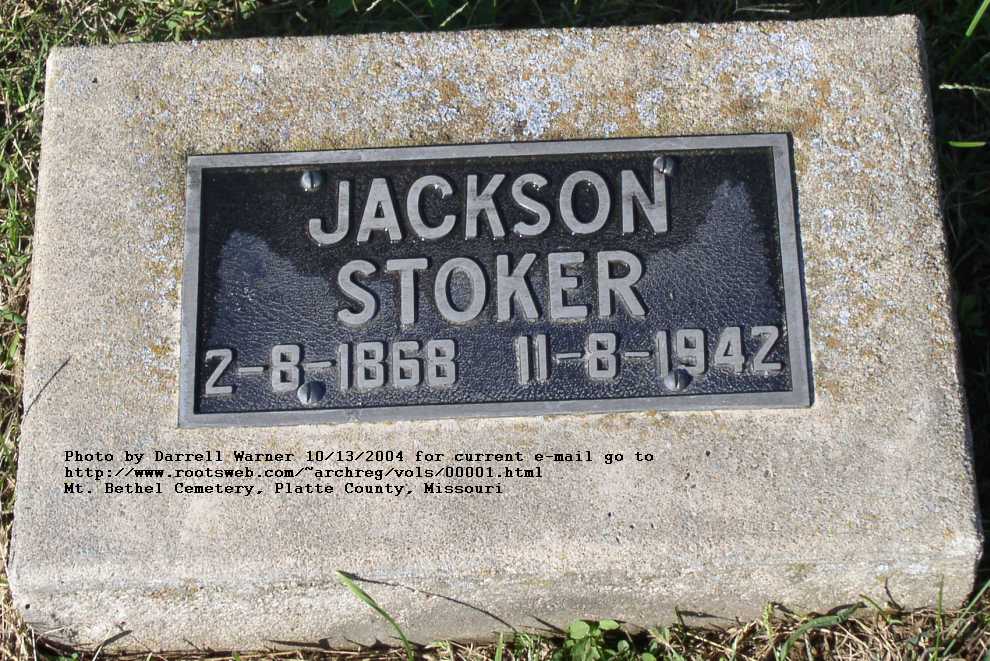 JACKSON
STOKER
2-8-1868 11-8-1942
Photo by Darrell Warner 10/13/2004 for current e-mail go to
http://www.rootsweb.com/~archreg/vols/00001.html
Mt. Bethel Cemetery, Platte County, Missouri